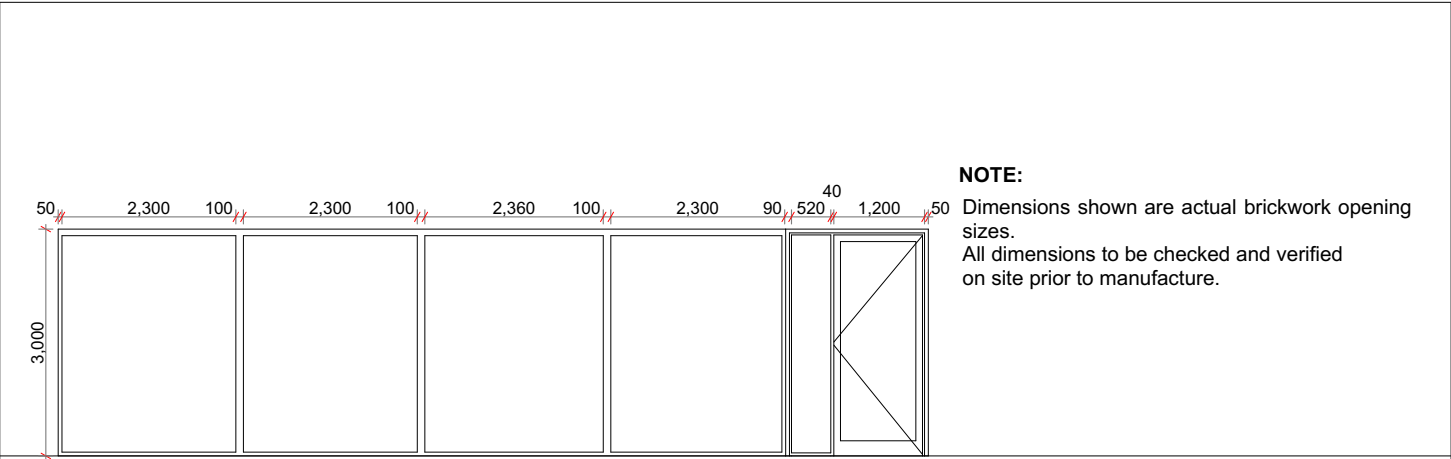 NOTE:
40
50 2,300 100 2,300 100 2,360 100 2,300 90 520 1,200 50
Dimensions shown are actual brickwork opening
sizes.
All dimensions to be checked and verified
on site prior to manufacture.
3,000